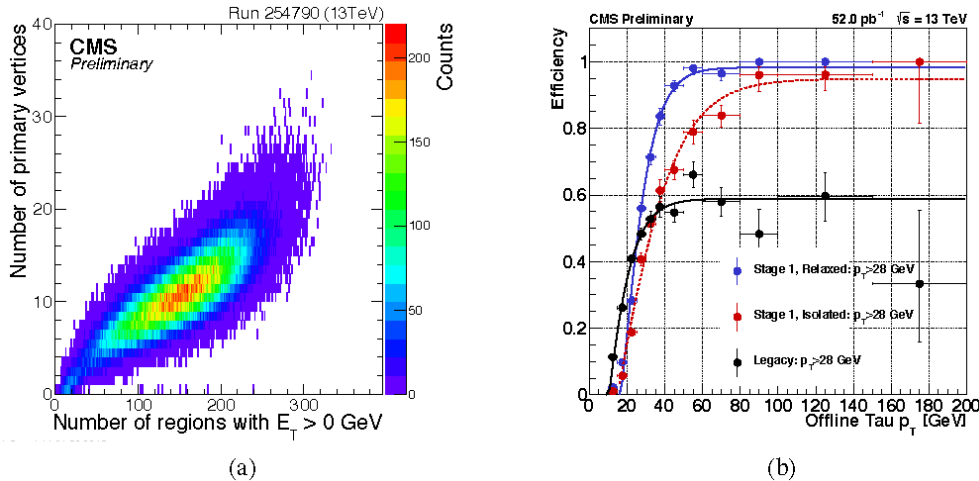 Run 254790 (13TeV)
CMS
Preliminary
Number of primary vertices
40
30
20
10
0
0
100
200
300
400
Number of regions with E_T > 0 GeV
Counts
200
150
100
50
0
(a)
CMS Preliminary
52.0 pb⁻¹ √s = 13 TeV
Efficiency
1
0.8
0.6
0.4
0.2
0
0 20 40 60 80 100 120 140 160 180 200
Offline Tau p_T [GeV]
Stage 1, Relaxed: p_T>28 GeV
Stage 1, Isolated: p_T>28 GeV
Legacy: p_T>28 GeV
(b)